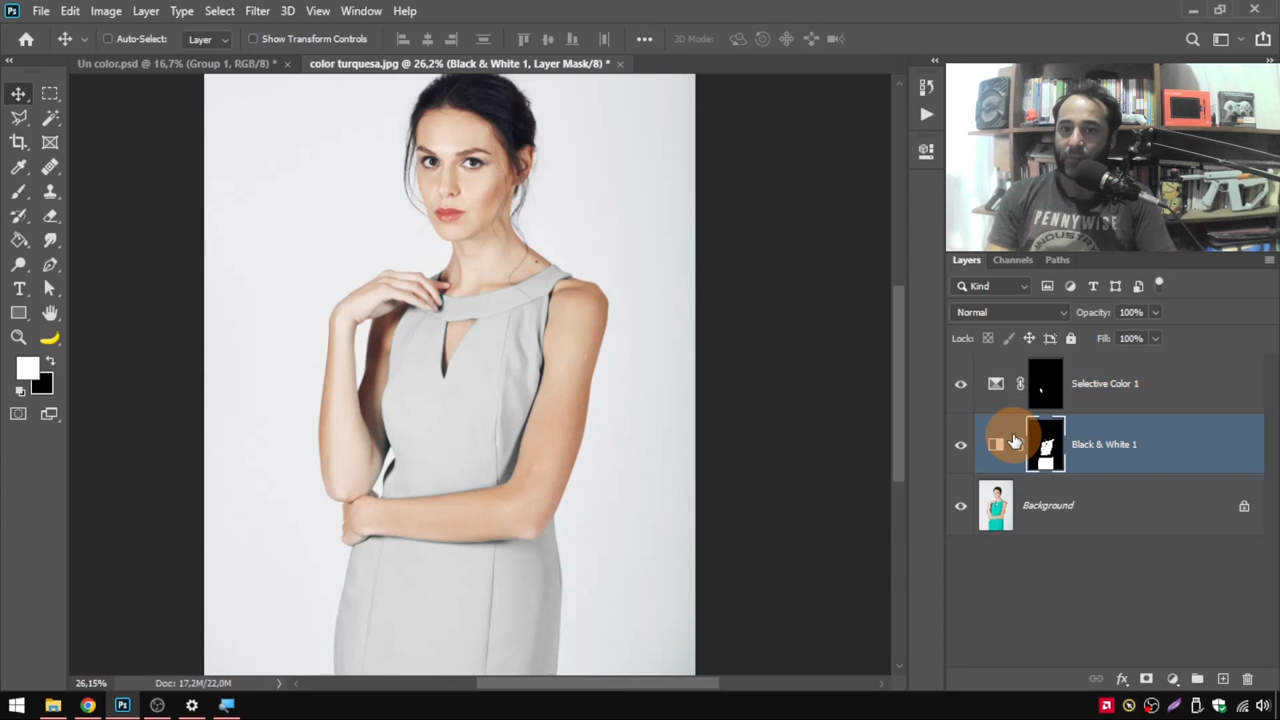 Ps File Edit Image Layer Type Select Filter 3D View Window Help
Auto-Select: Layer Show Transform Controls 3D Mode:
Un color.psd @ 16,7% (Group 1, RGB/8) * color turquesa.jpg @ 26,2% (Black & White 1, Layer Mask/8) *
PENNYWISE
INDUSTRY
Layers Channels Paths
Kind
Normal Opacity: 100%
Lock: Fill: 100%
Selective Color 1
Black & White 1
Background
26,15% Doc: 17,2M/22,0M
Ps